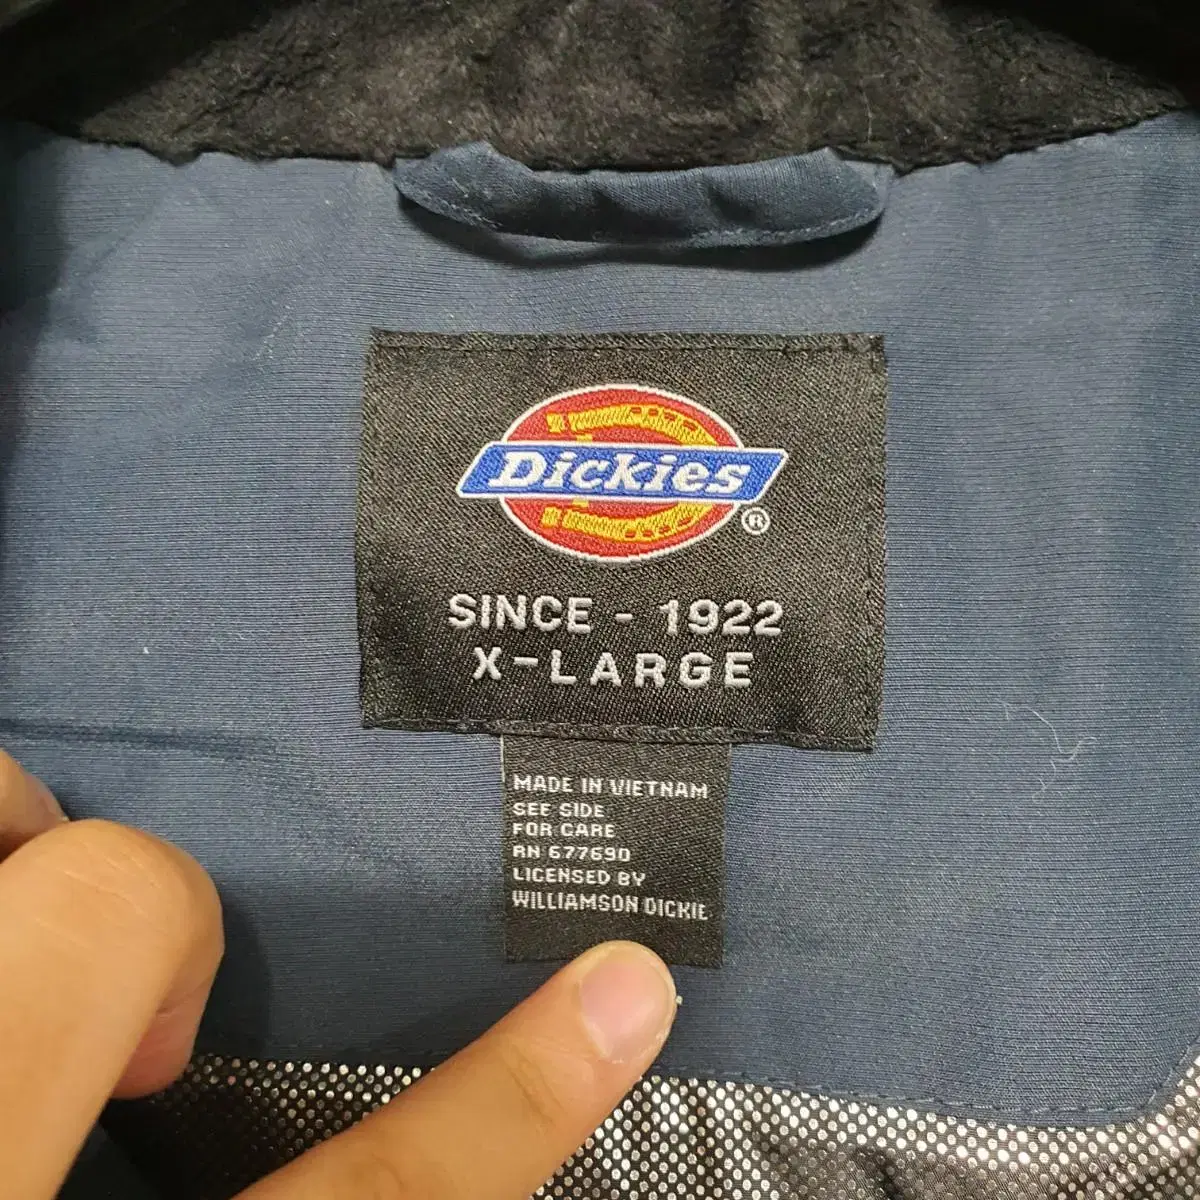 Dickies®
SINCE - 1922
X-LARGE
MADE IN VIETNAM
SEE SIDE
FOR CARE
RN 677690
LICENSED BY
WILLIAMSON DICKIE